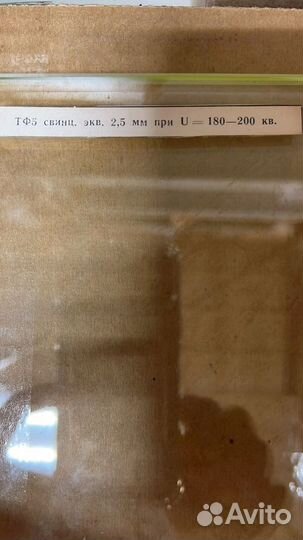 ТФ5 свинц. экв. 2,5 мм при U = 180—200 кв.
Avito